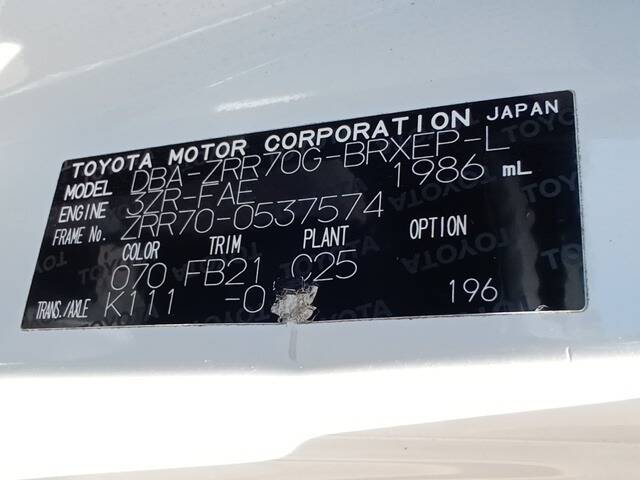 TOYOTA MOTOR CORPORATION JAPAN
MODEL DBA-ZRR70G-BRXEP-L
ENGINE 3ZR-FAE 1986 mL
FRAME No. ZRR70-0537574
COLOR TRIM PLANT OPTION
070 FB21 C25
TRANS./AXLE K111 -0 196